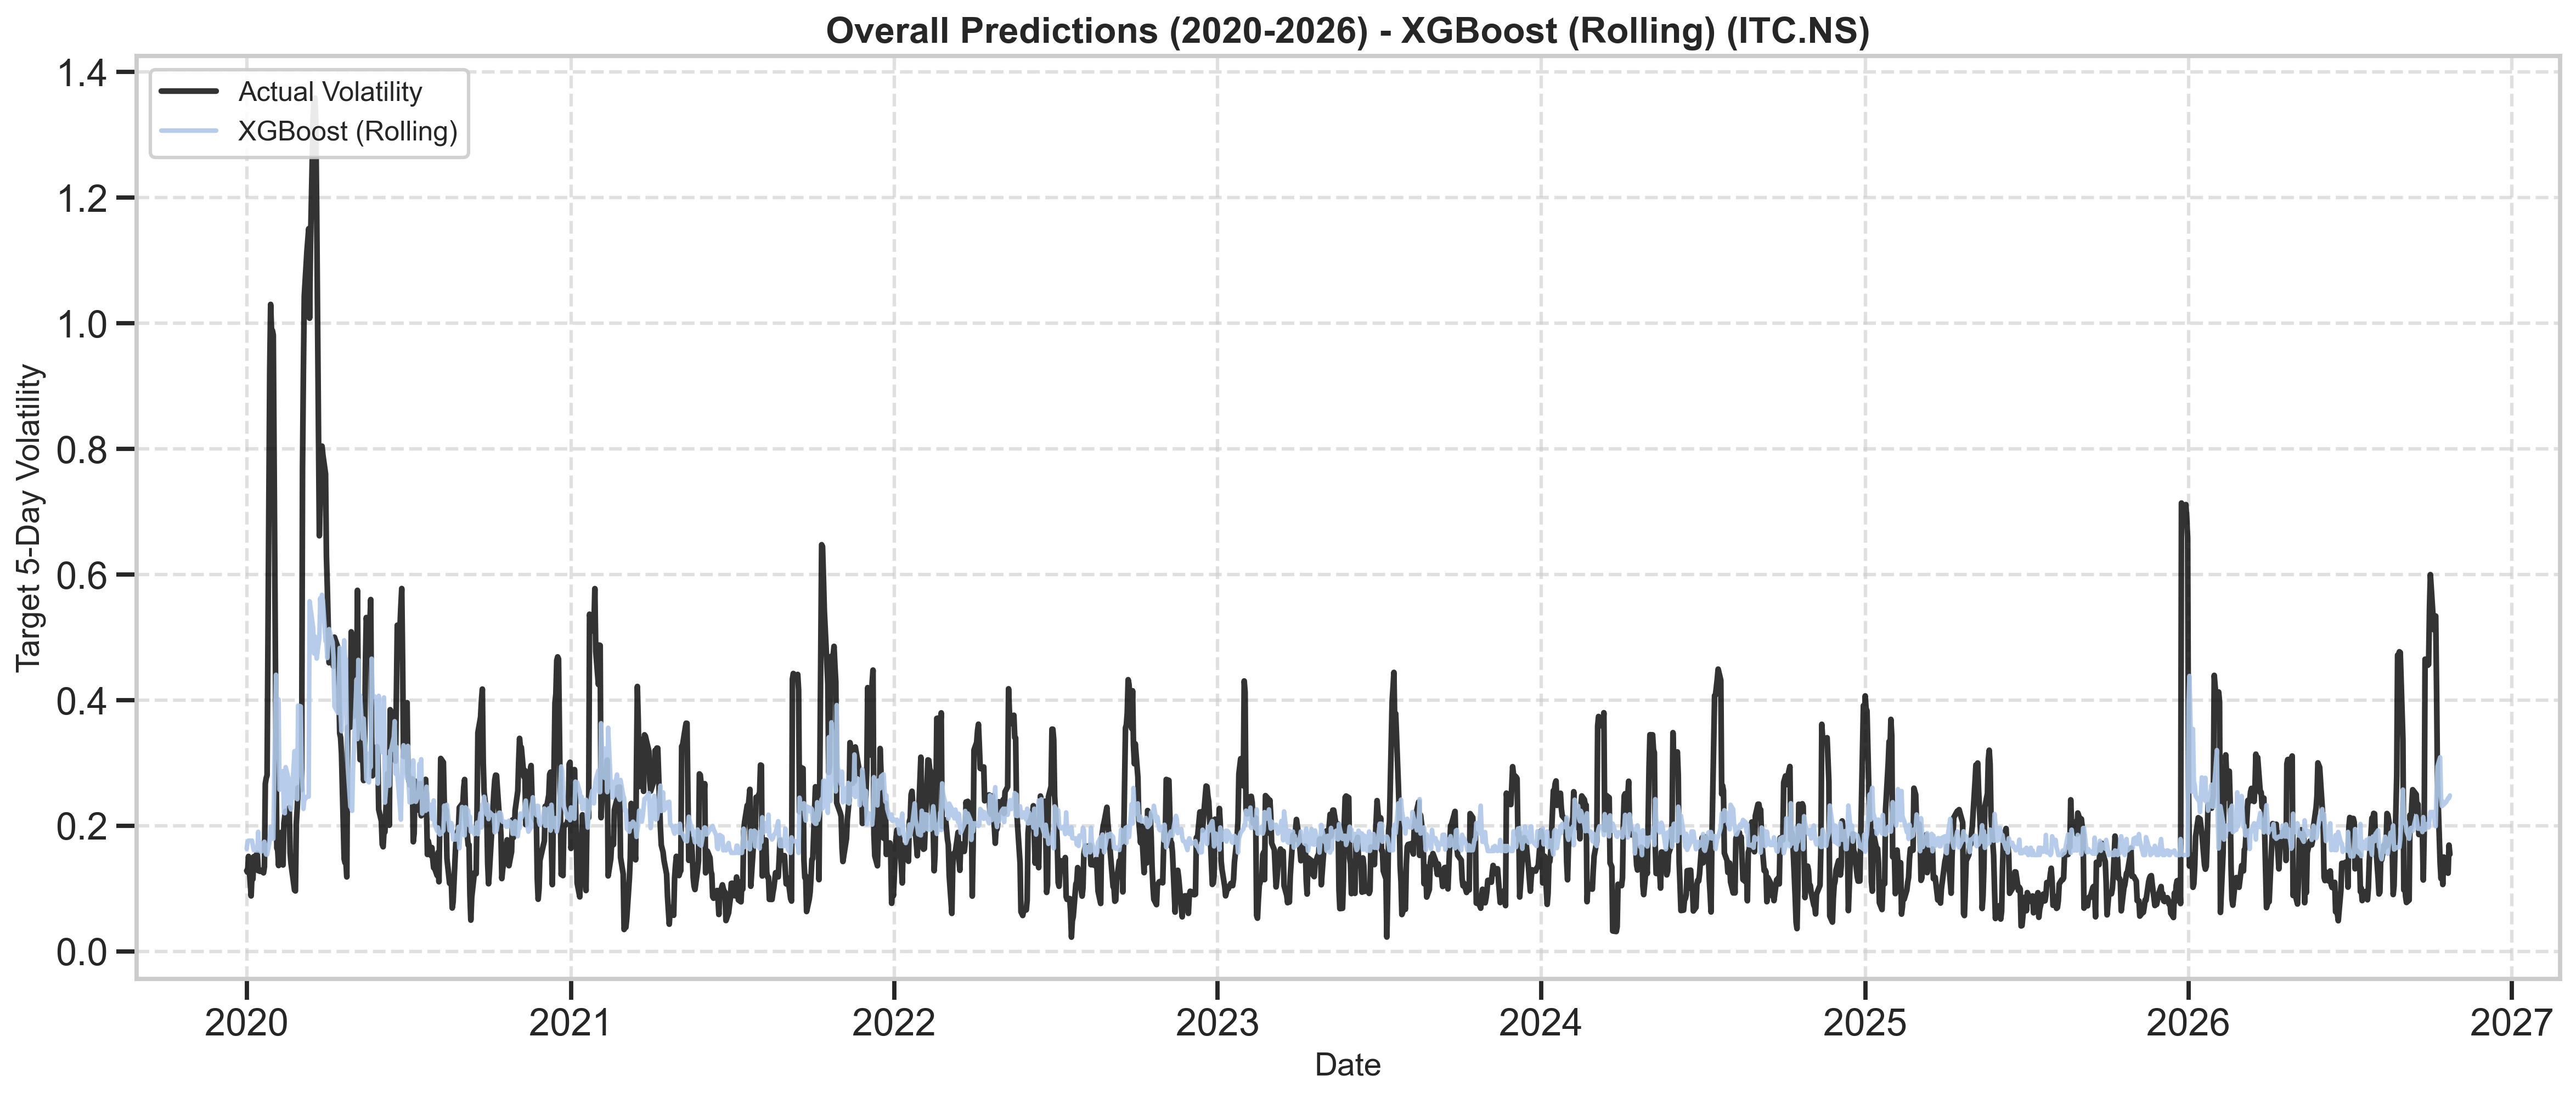 Overall Predictions (2020-2026) - XGBoost (Rolling) (ITC.NS)
Actual Volatility
XGBoost (Rolling)
Target 5-Day Volatility
1.4
1.2
1.0
0.8
0.6
0.4
0.2
0.0
2020 2021 2022 2023 2024 2025 2026 2027
Date